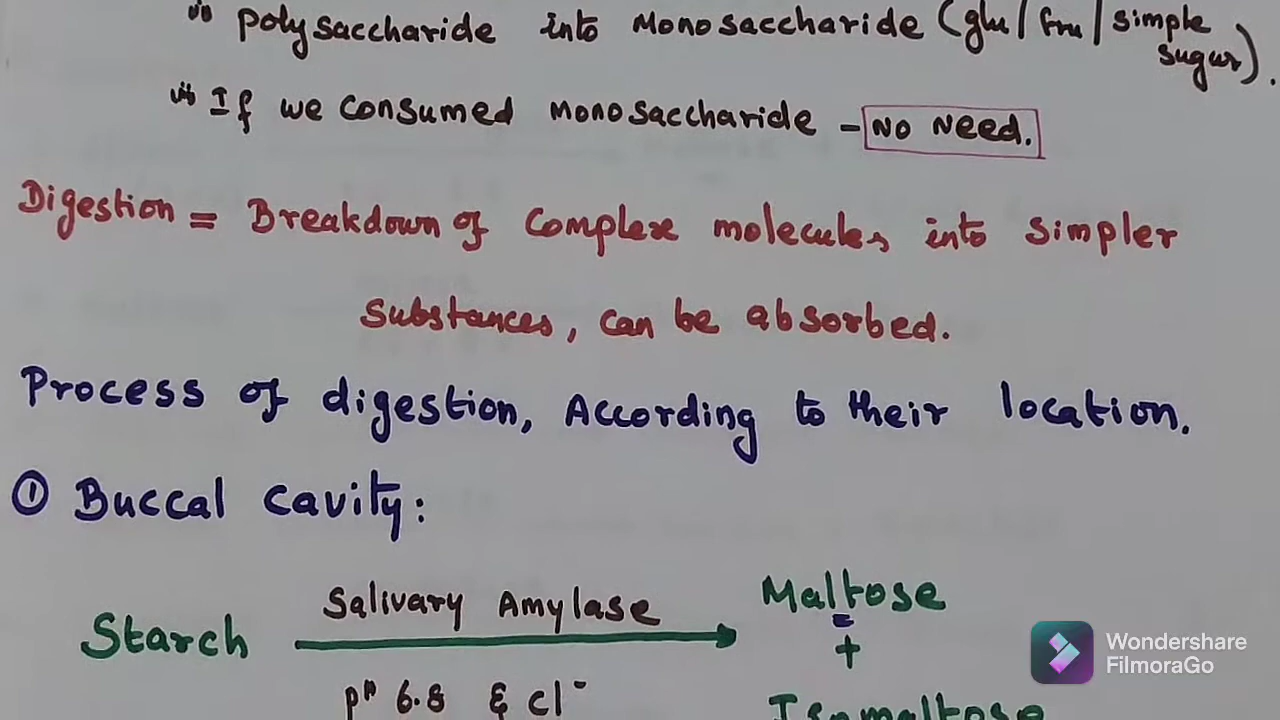 ii) Polysaccharide into Monosaccharide (glu/fru/simple
sugar).
iii) If we consumed Monosaccharide - NO Need.
Digestion = Breakdown of Complex molecules into simpler
substances, can be absorbed.
Process of digestion, According to their location.
① Buccal cavity:
Starch Salivary Amylase Maltose
+
pH 6.8 & cl⁻ Isomaltose
Wondershare
FilmoraGo